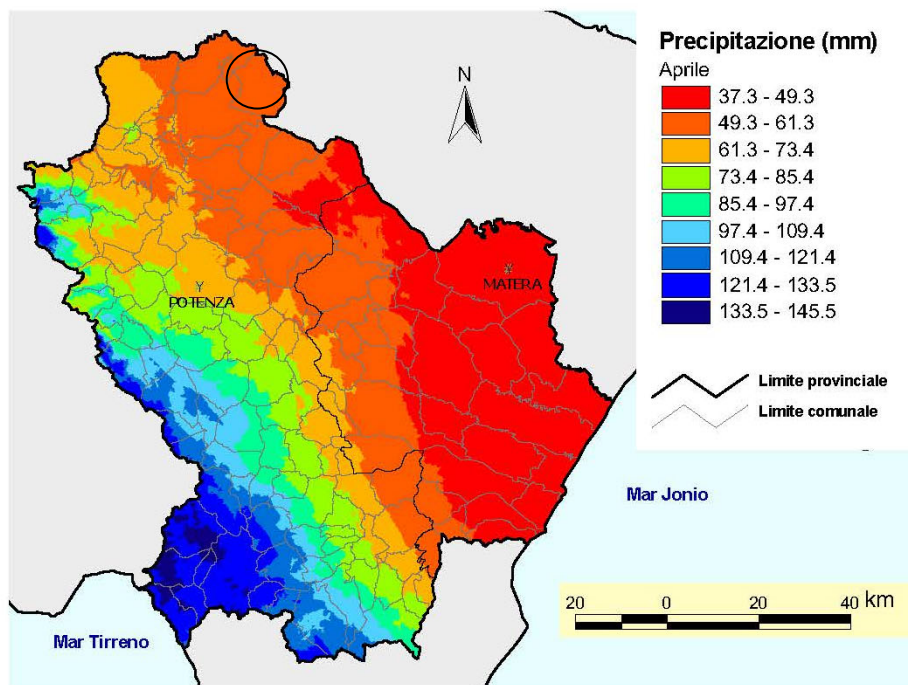 Precipitazione (mm)
Aprile
37.3 - 49.3
49.3 - 61.3
61.3 - 73.4
73.4 - 85.4
85.4 - 97.4
97.4 - 109.4
109.4 - 121.4
121.4 - 133.5
133.5 - 145.5
N
MATERA
POTENZA
Limite provinciale
Limite comunale
Mar Jonio
20 0 20 40 km
Mar Tirreno